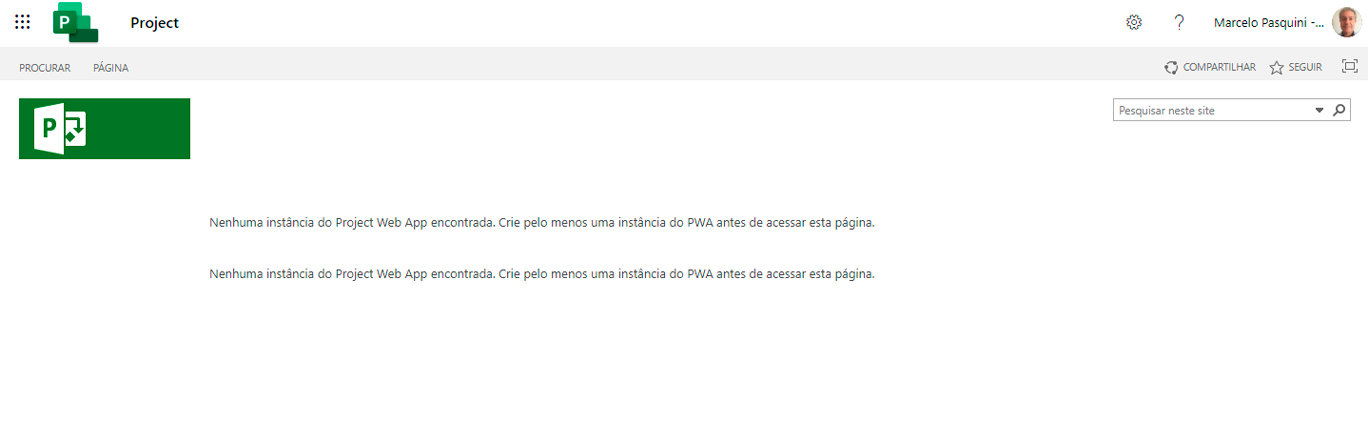 P Project Marcelo Pasquini -...
PROCURAR PÁGINA COMPARTILHAR SEGUIR
P
Pesquisar neste site
Nenhuma instância do Project Web App encontrada. Crie pelo menos uma instância do PWA antes de acessar esta página.
Nenhuma instância do Project Web App encontrada. Crie pelo menos uma instância do PWA antes de acessar esta página.